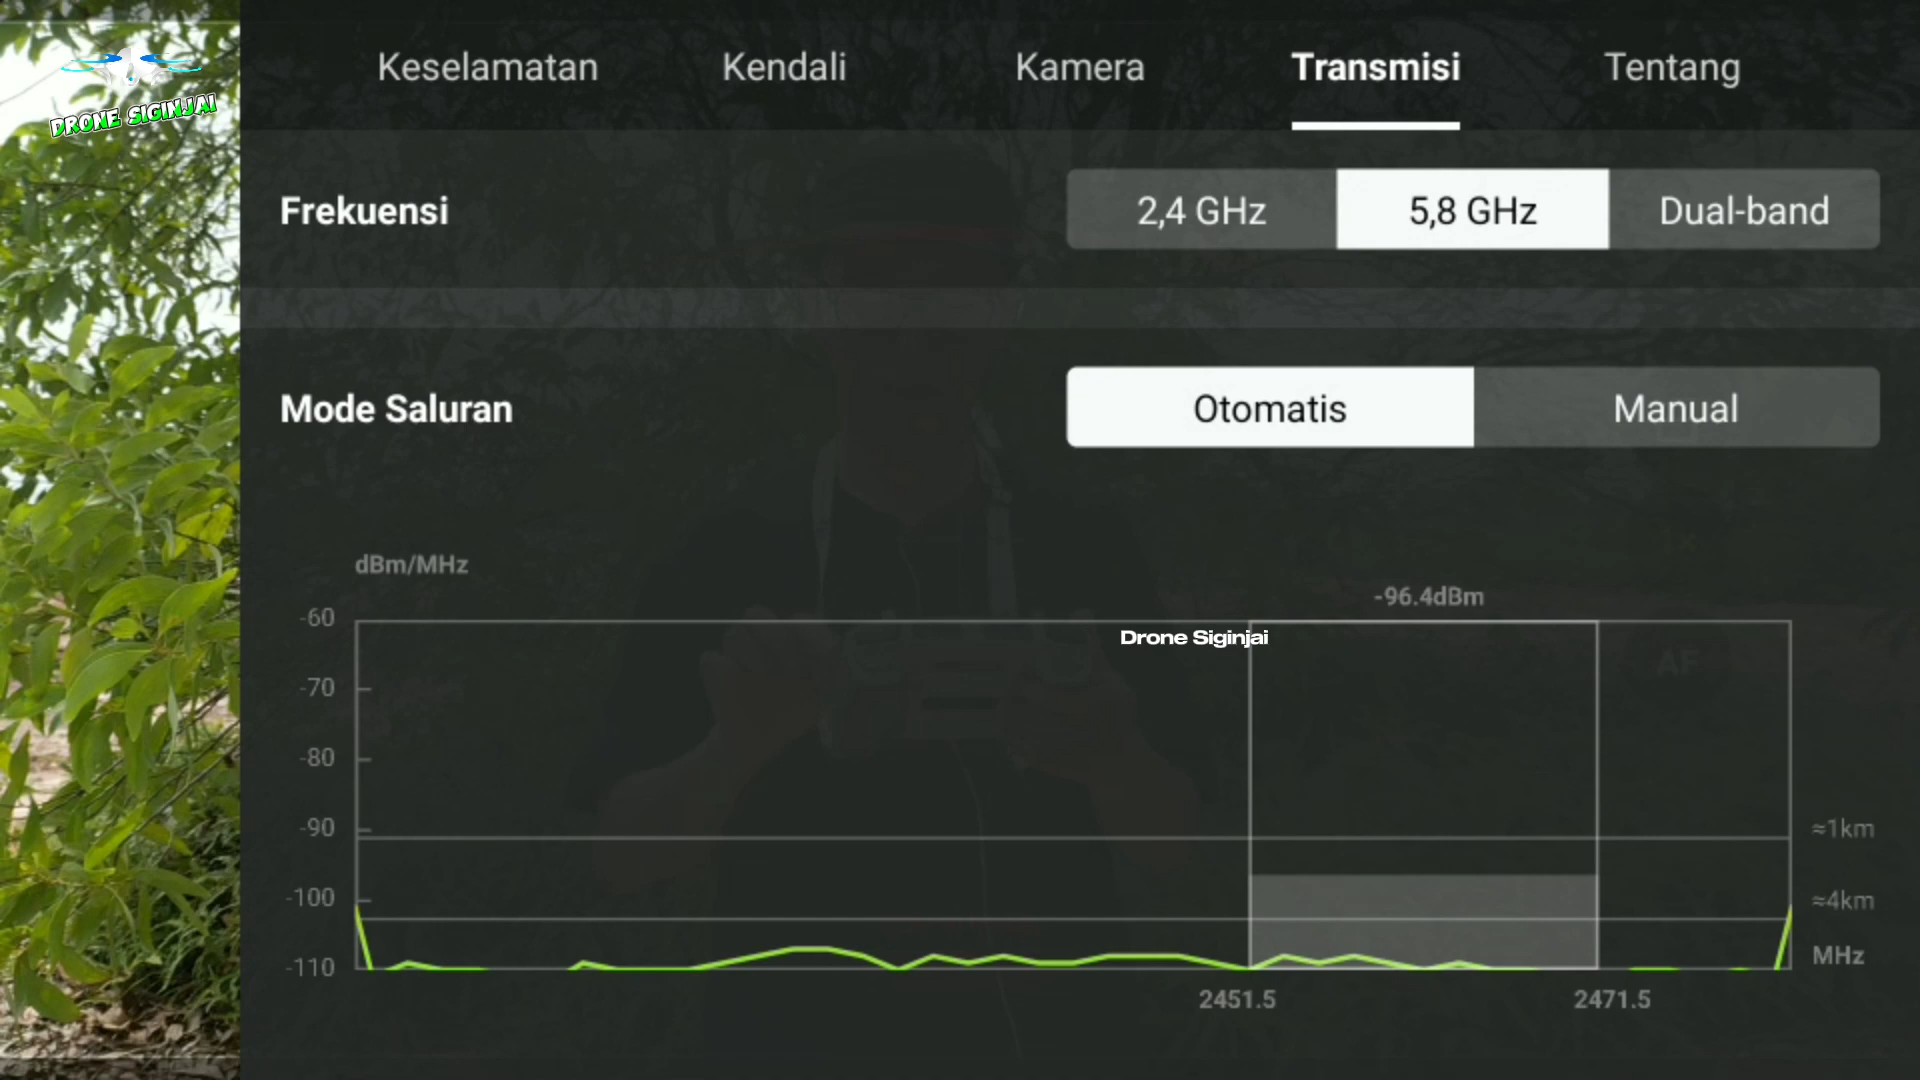 DRONE SIGINJAI
Keselamatan Kendali Kamera Transmisi Tentang
Frekuensi 2,4 GHz 5,8 GHz Dual-band
Mode Saluran Otomatis Manual
dBm/MHz
-96.4dBm
-60
Drone Siginjai
AF
-70
-80
-90 ≈1km
-100 ≈4km
MHz
-110
2451.5 2471.5